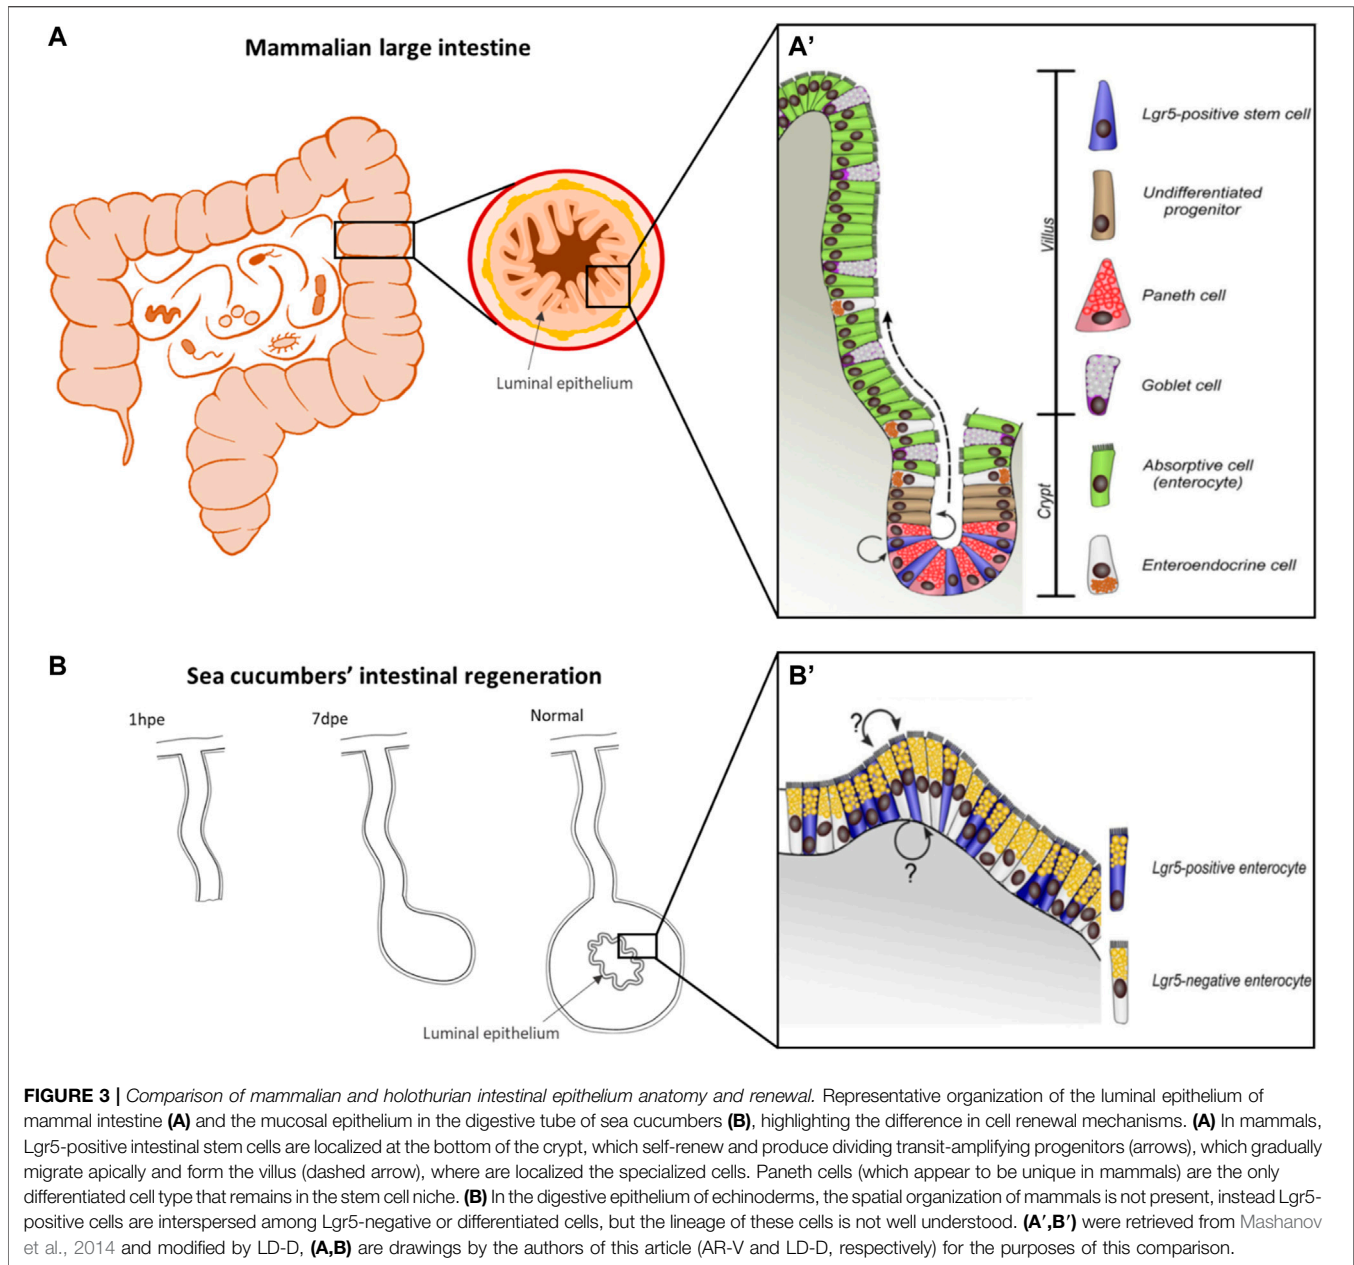 A
Mammalian large intestine
Luminal epithelium
A’
Villus
Crypt
Lgr5-positive stem cell
Undifferentiated
progenitor
Paneth cell
Goblet cell
Absorptive cell
(enterocyte)
Enteroendocrine cell
B
Sea cucumbers’ intestinal regeneration
1hpe
7dpe
Normal
Luminal epithelium
B’
?
?
Lgr5-positive enterocyte
Lgr5-negative enterocyte
FIGURE 3 | Comparison of mammalian and holothurian intestinal epithelium anatomy and renewal. Representative organization of the luminal epithelium of
mammal intestine (A) and the mucosal epithelium in the digestive tube of sea cucumbers (B), highlighting the difference in cell renewal mechanisms. (A) In mammals,
Lgr5-positive intestinal stem cells are localized at the bottom of the crypt, which self-renew and produce dividing transit-amplifying progenitors (arrows), which gradually
migrate apically and form the villus (dashed arrow), where are localized the specialized cells. Paneth cells (which appear to be unique in mammals) are the only
differentiated cell type that remains in the stem cell niche. (B) In the digestive epithelium of echinoderms, the spatial organization of mammals is not present, instead Lgr5-
positive cells are interspersed among Lgr5-negative or differentiated cells, but the lineage of these cells is not well understood. (A′,B′) were retrieved from Mashanov
et al., 2014 and modified by LD-D, (A,B) are drawings by the authors of this article (AR-V and LD-D, respectively) for the purposes of this comparison.